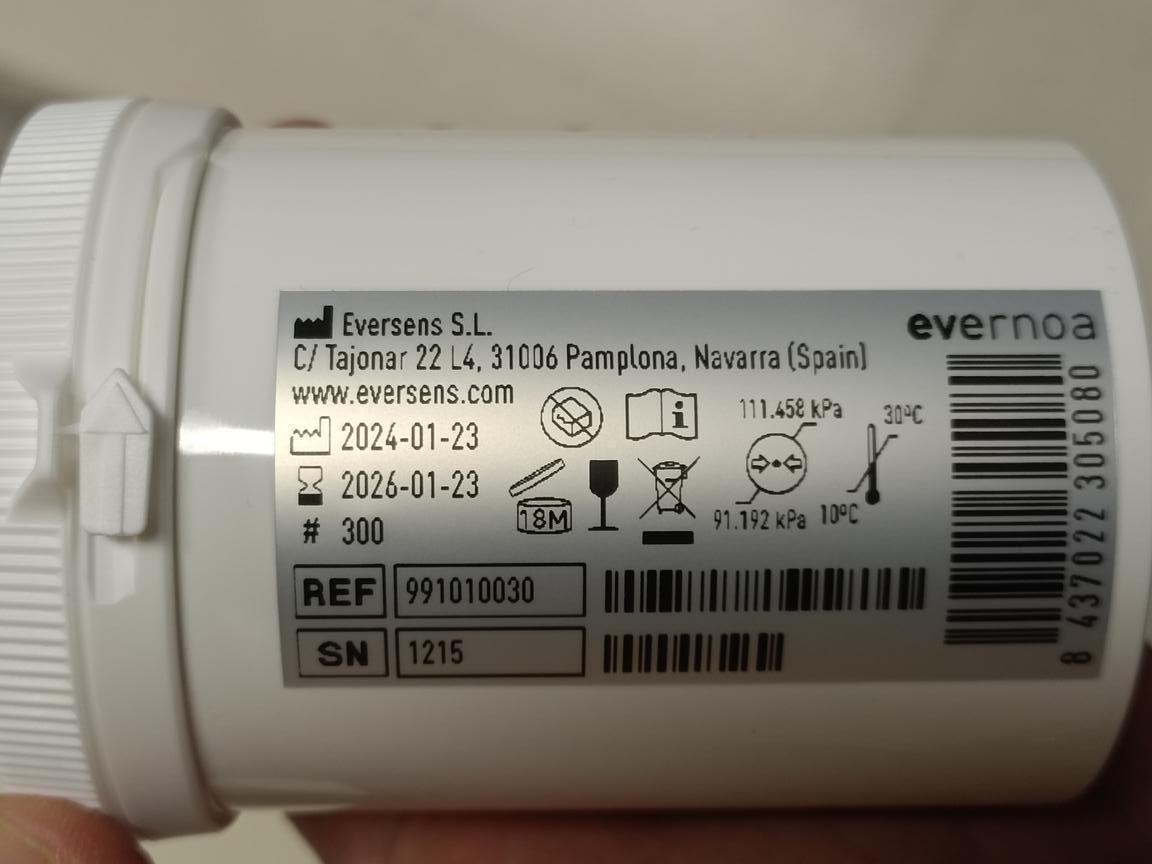 Eversens S.L.
evernoa
C/ Tajonar 22 L4, 31006 Pamplona, Navarra (Spain)
www.eversens.com
2024-01-23
2026-01-23
# 300
18M
111.458 kPa
91.192 kPa
30ºC
10ºC
REF 991010030
SN 1215
8 437022 305080